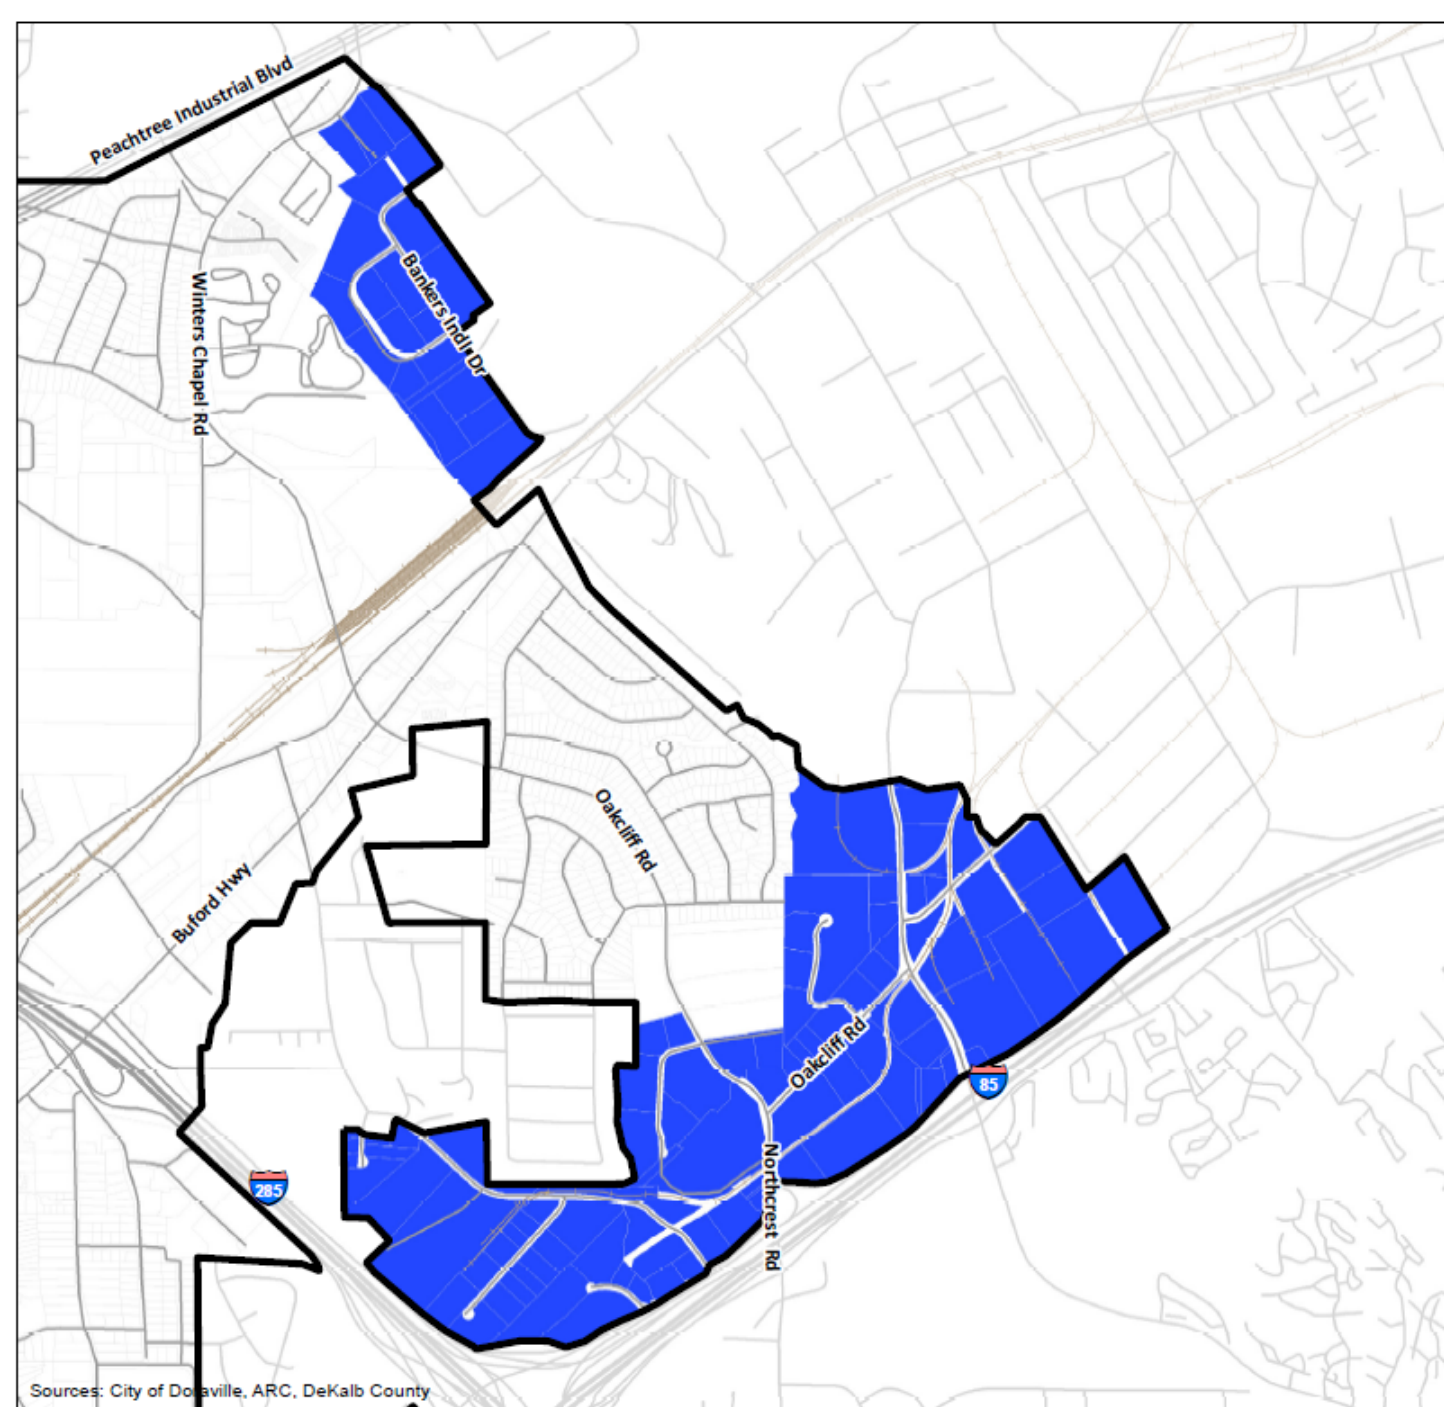 Peachtree Industrial Blvd
Winters Chapel Rd
Bankers Indl Dr
Oakcliff Rd
Buford Hwy
Oakcliff Rd
85
Northcrest Rd
285
Sources: City of Doraville, ARC, DeKalb County